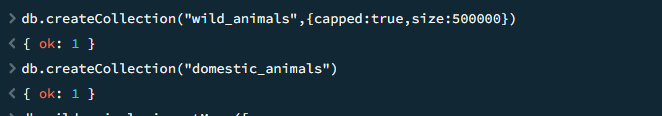 > db.createCollection("wild_animals",{capped:true,size:500000})
< { ok: 1 }
> db.createCollection("domestic_animals")
< { ok: 1 }